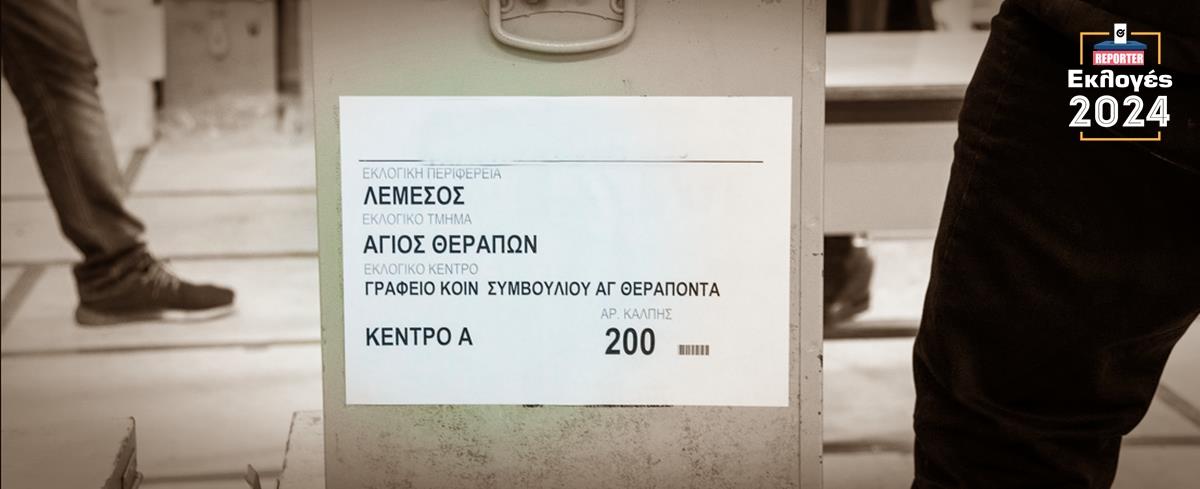 ΕΚΛΟΓΙΚΗ ΠΕΡΙΦΕΡΕΙΑ
ΛΕΜΕΣΟΣ
ΕΚΛΟΓΙΚΟ ΤΜΗΜΑ
ΑΓΙΟΣ ΘΕΡΑΠΩΝ
ΕΚΛΟΓΙΚΟ ΚΕΝΤΡΟ
ΓΡΑΦΕΙΟ ΚΟΙΝ ΣΥΜΒΟΥΛΙΟΥ ΑΓ ΘΕΡΑΠΟΝΤΑ
ΑΡ. ΚΑΛΠΗΣ
ΚΕΝΤΡΟ Α 200
REPORTER
Εκλογές
2024